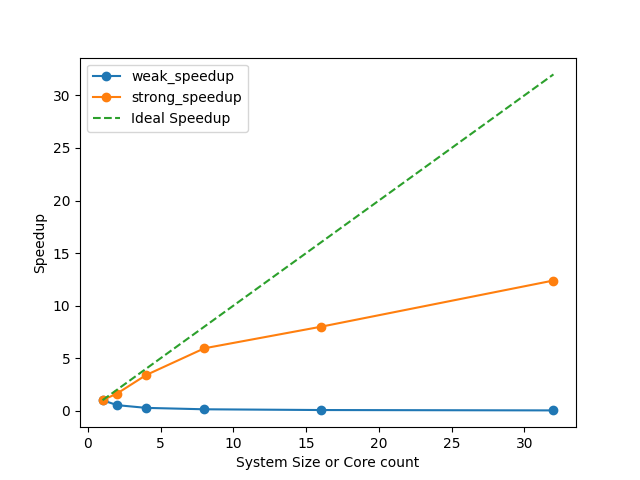 weak_speedup
strong_speedup
Ideal Speedup
30
25
20
15
10
5
0
Speedup
0 5 10 15 20 25 30
System Size or Core count